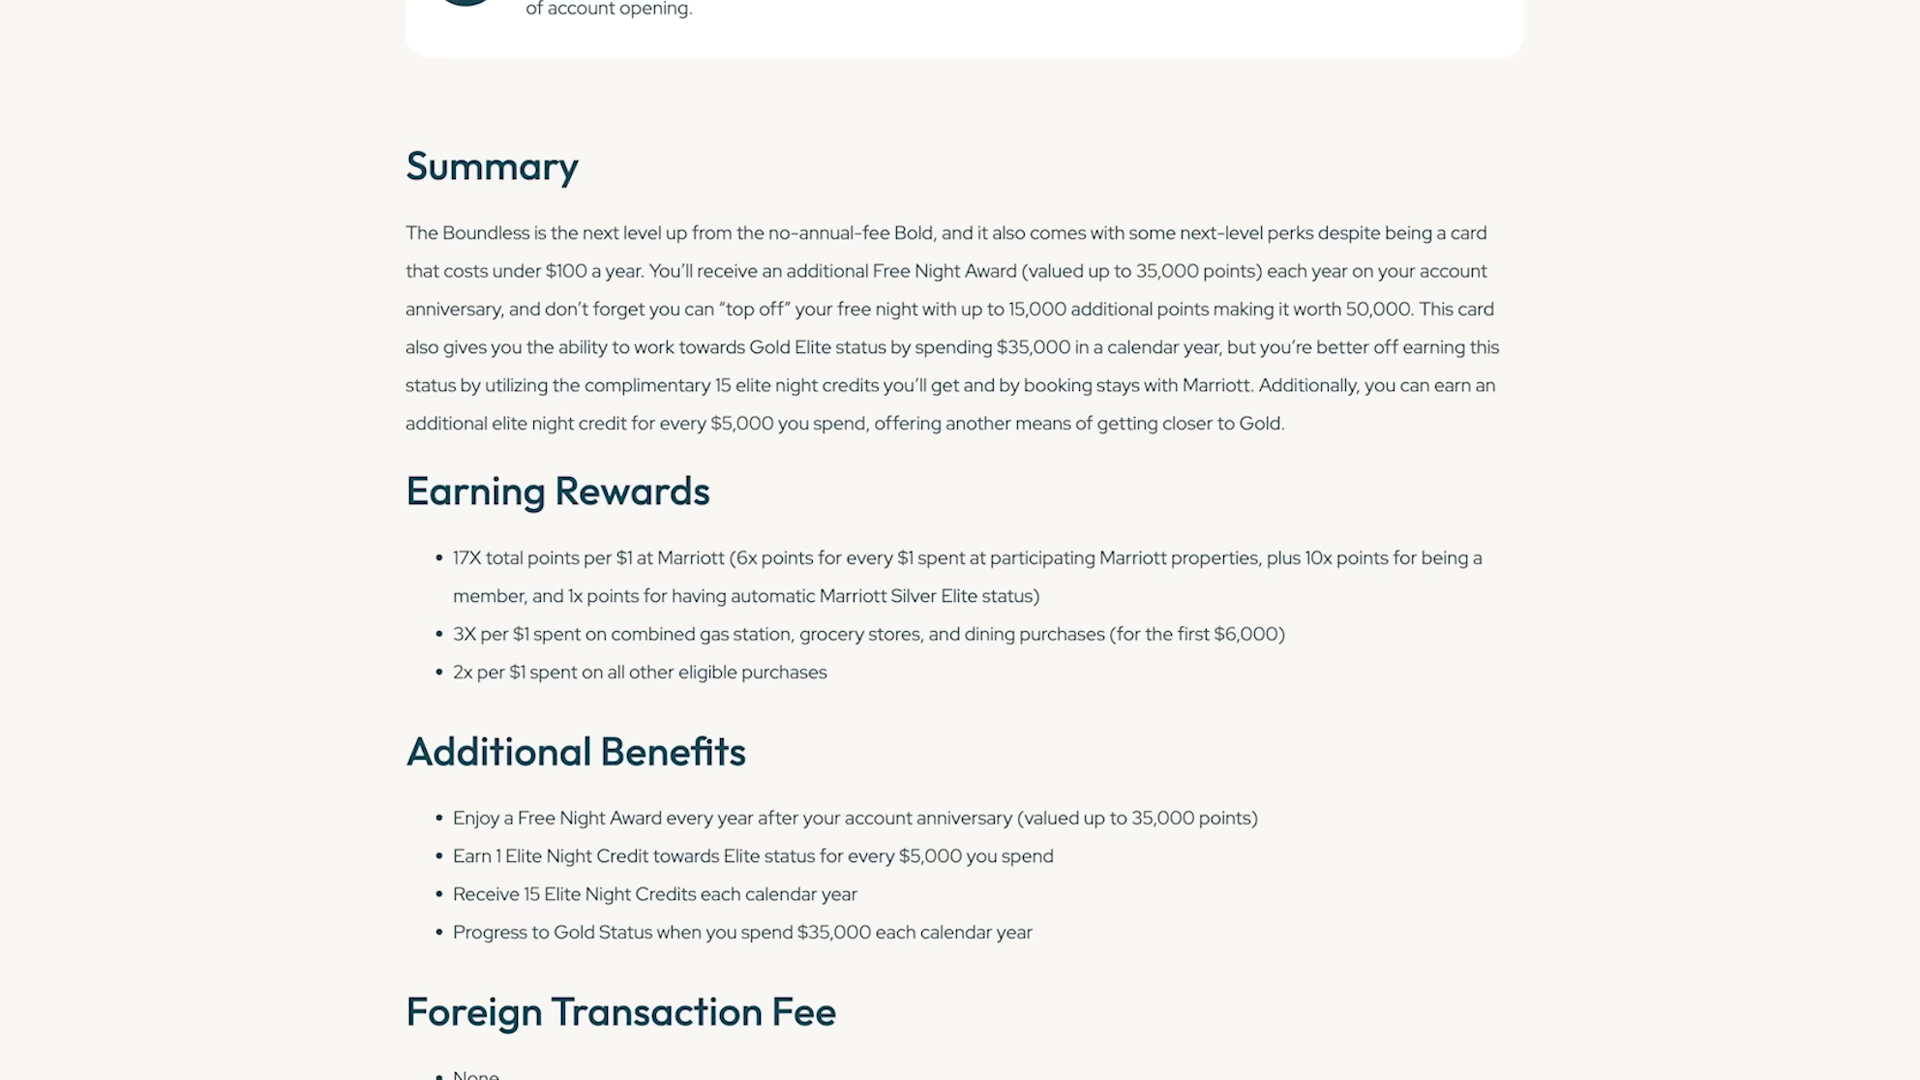 of account opening.
Summary
The Boundless is the next level up from the no-annual-fee Bold, and it also comes with some next-level perks despite being a card
that costs under $100 a year. You’ll receive an additional Free Night Award (valued up to 35,000 points) each year on your account
anniversary, and don’t forget you can “top off” your free night with up to 15,000 additional points making it worth 50,000. This card
also gives you the ability to work towards Gold Elite status by spending $35,000 in a calendar year, but you’re better off earning this
status by utilizing the complimentary 15 elite night credits you’ll get and by booking stays with Marriott. Additionally, you can earn an
additional elite night credit for every $5,000 you spend, offering another means of getting closer to Gold.
Earning Rewards
• 17X total points per $1 at Marriott (6x points for every $1 spent at participating Marriott properties, plus 10x points for being a
member, and 1x points for having automatic Marriott Silver Elite status)
• 3X per $1 spent on combined gas station, grocery stores, and dining purchases (for the first $6,000)
• 2x per $1 spent on all other eligible purchases
Additional Benefits
• Enjoy a Free Night Award every year after your account anniversary (valued up to 35,000 points)
• Earn 1 Elite Night Credit towards Elite status for every $5,000 you spend
• Receive 15 Elite Night Credits each calendar year
• Progress to Gold Status when you spend $35,000 each calendar year
Foreign Transaction Fee
• None